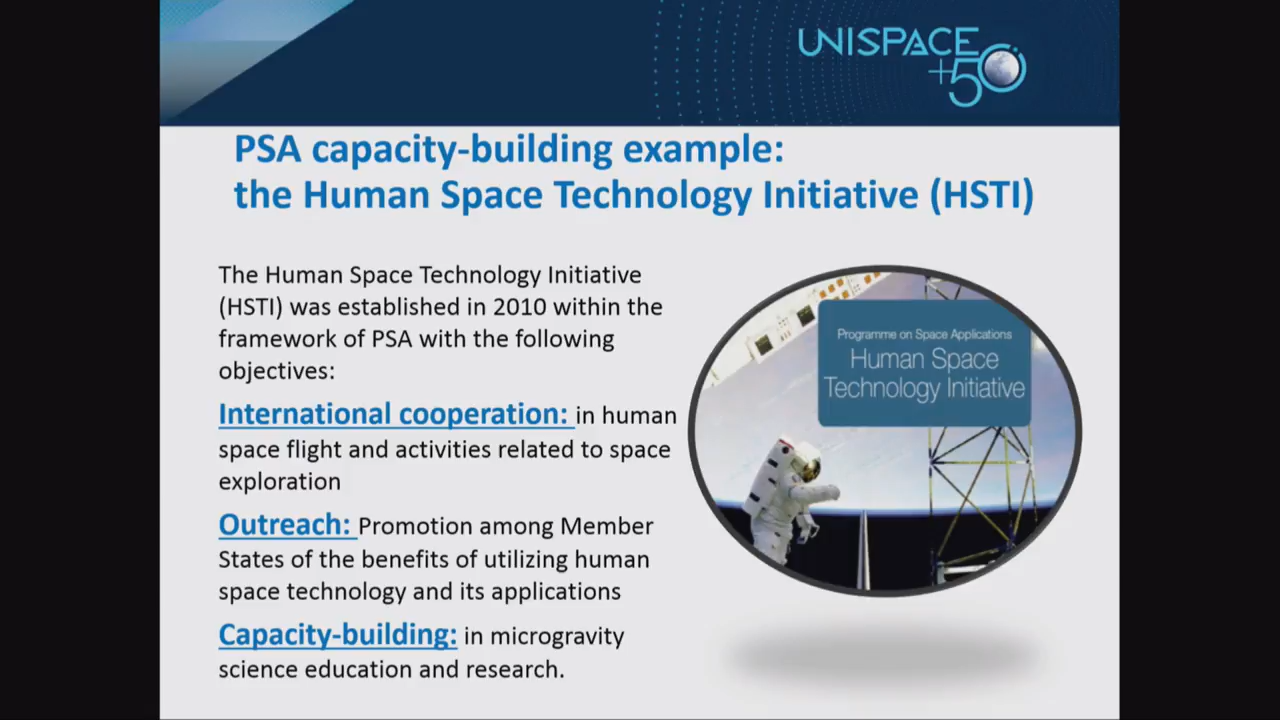 UNISPACE
+50
PSA capacity-building example:
the Human Space Technology Initiative (HSTI)
The Human Space Technology Initiative
(HSTI) was established in 2010 within the
framework of PSA with the following
objectives:
International cooperation: in human
space flight and activities related to space
exploration
Outreach: Promotion among Member
States of the benefits of utilizing human
space technology and its applications
Capacity-building: in microgravity
science education and research.
Programme on Space Applications
Human Space
Technology Initiative